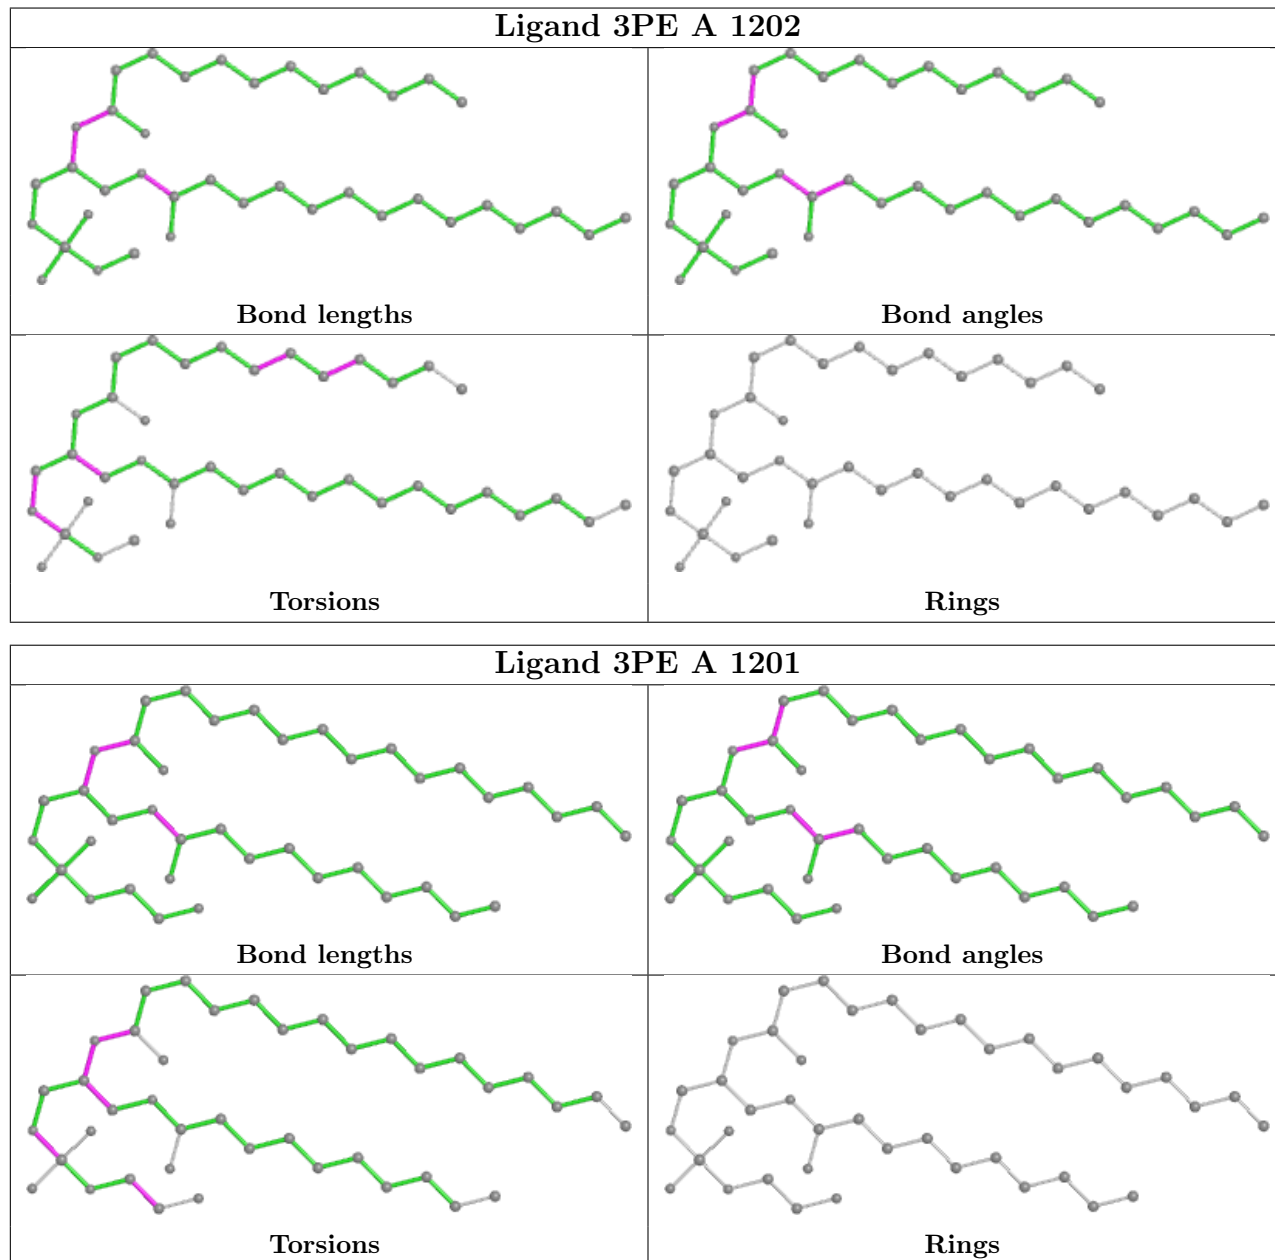 Ligand 3PE A 1202
Bond lengths
Bond angles
Torsions
Rings
Ligand 3PE A 1201
Bond lengths
Bond angles
Torsions
Rings